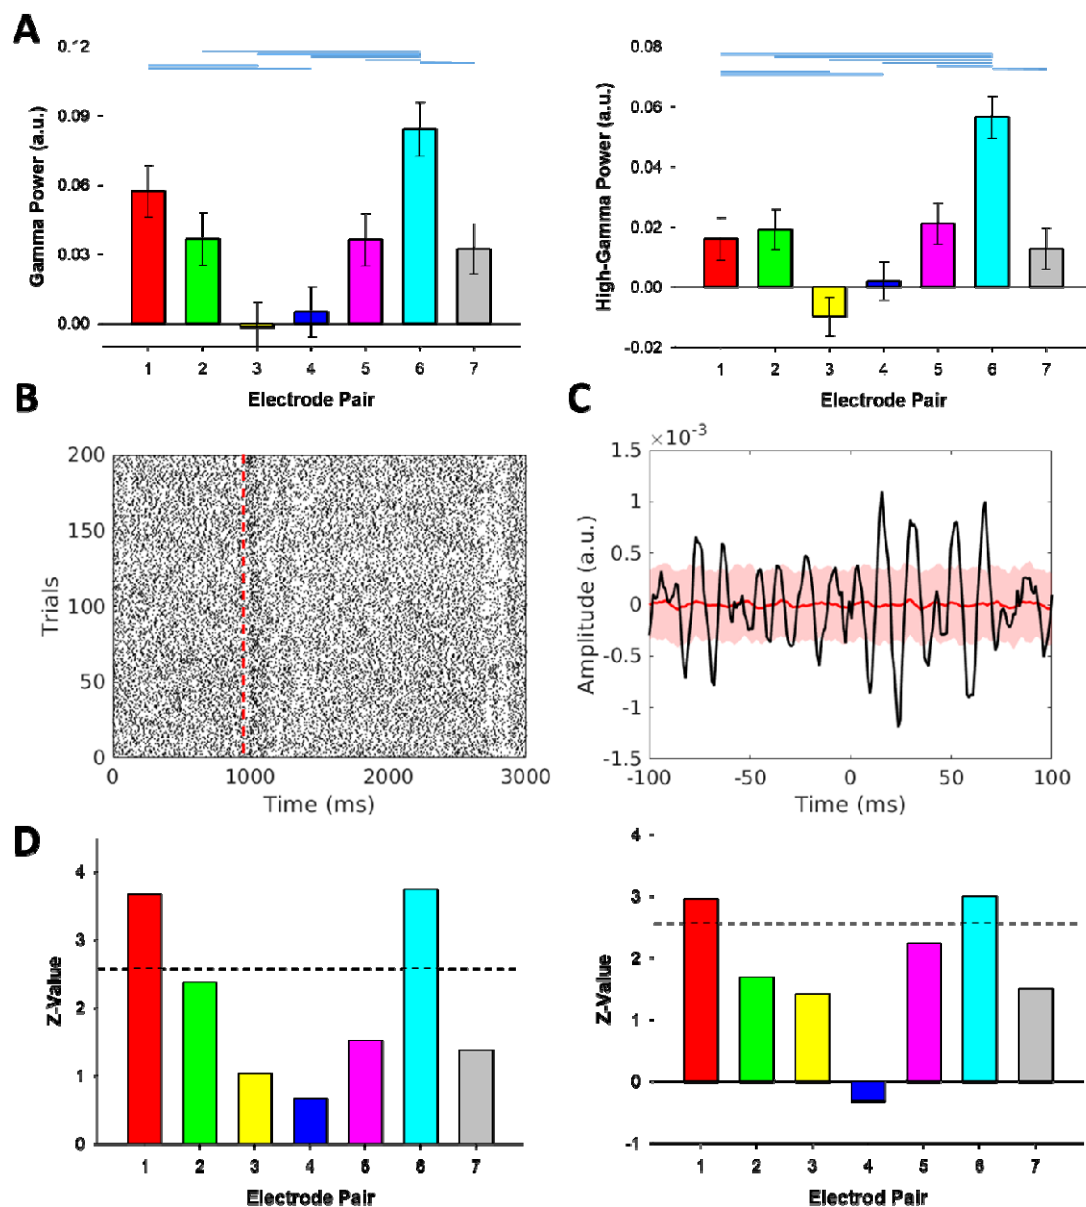 A
0.12
0.09
0.06
0.03
0.00
Gamma Power (a.u.)
1 2 3 4 5 6 7
Electrode Pair
0.08
0.06
0.04
0.02
0.00
-0.02
High-Gamma Power (a.u.)
1 2 3 4 5 6 7
Electrode Pair
B
200
150
100
50
0
Trials
0 1000 2000 3000
Time (ms)
C
×10-3
1.5
1
0.5
0
-0.5
-1
-1.5
Amplitude (a.u.)
-100 -50 0 50 100
Time (ms)
D
4
3
2
1
0
Z-Value
1 2 3 4 5 6 7
Electrode Pair
4
3
2
1
0
-1
Z-Value
1 2 3 4 5 6 7
Electrod Pair